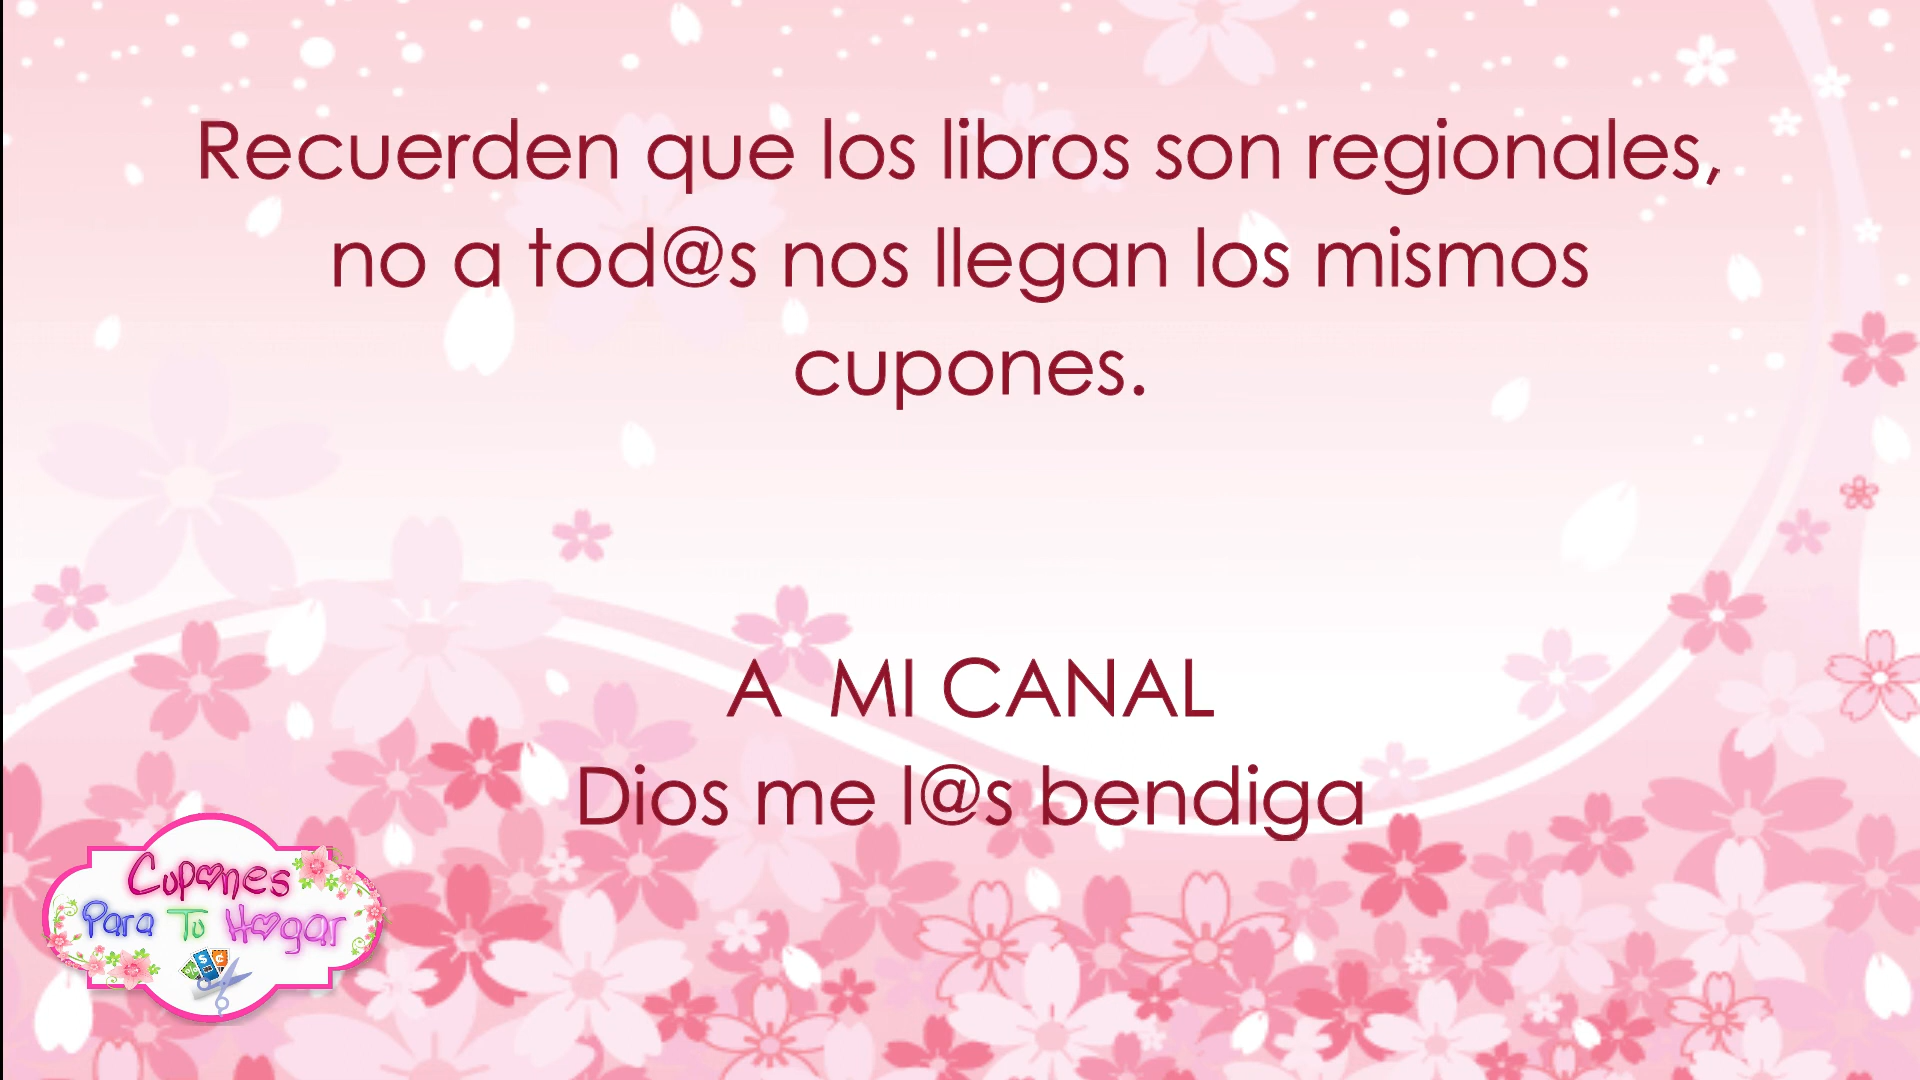 Recuerden que los libros son regionales,
no a tod@s nos llegan los mismos
cupones.
A MI CANAL
Dios me l@s bendiga
Cupones
Para Tu Hogar